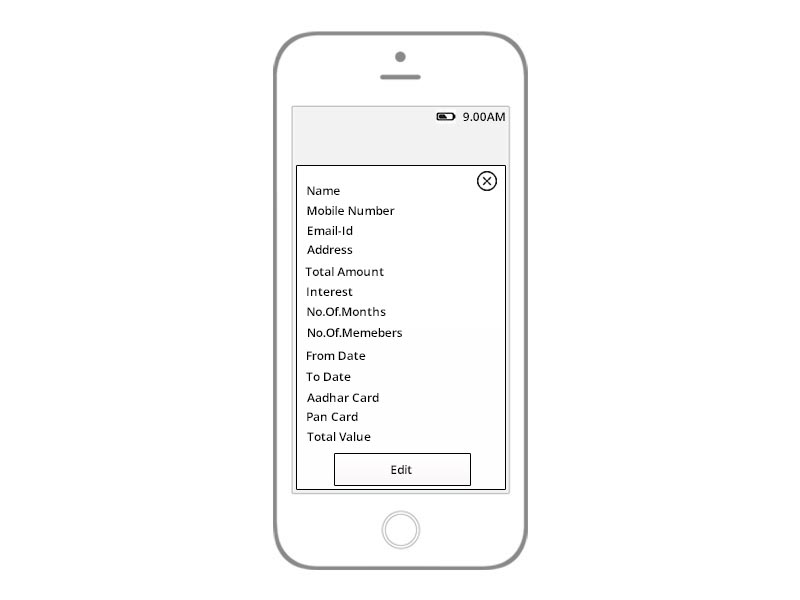 9.00AM
Name
Mobile Number
Email-Id
Address
Total Amount
Interest
No.Of.Months
No.Of.Memebers
From Date
To Date
Aadhar Card
Pan Card
Total Value
Edit